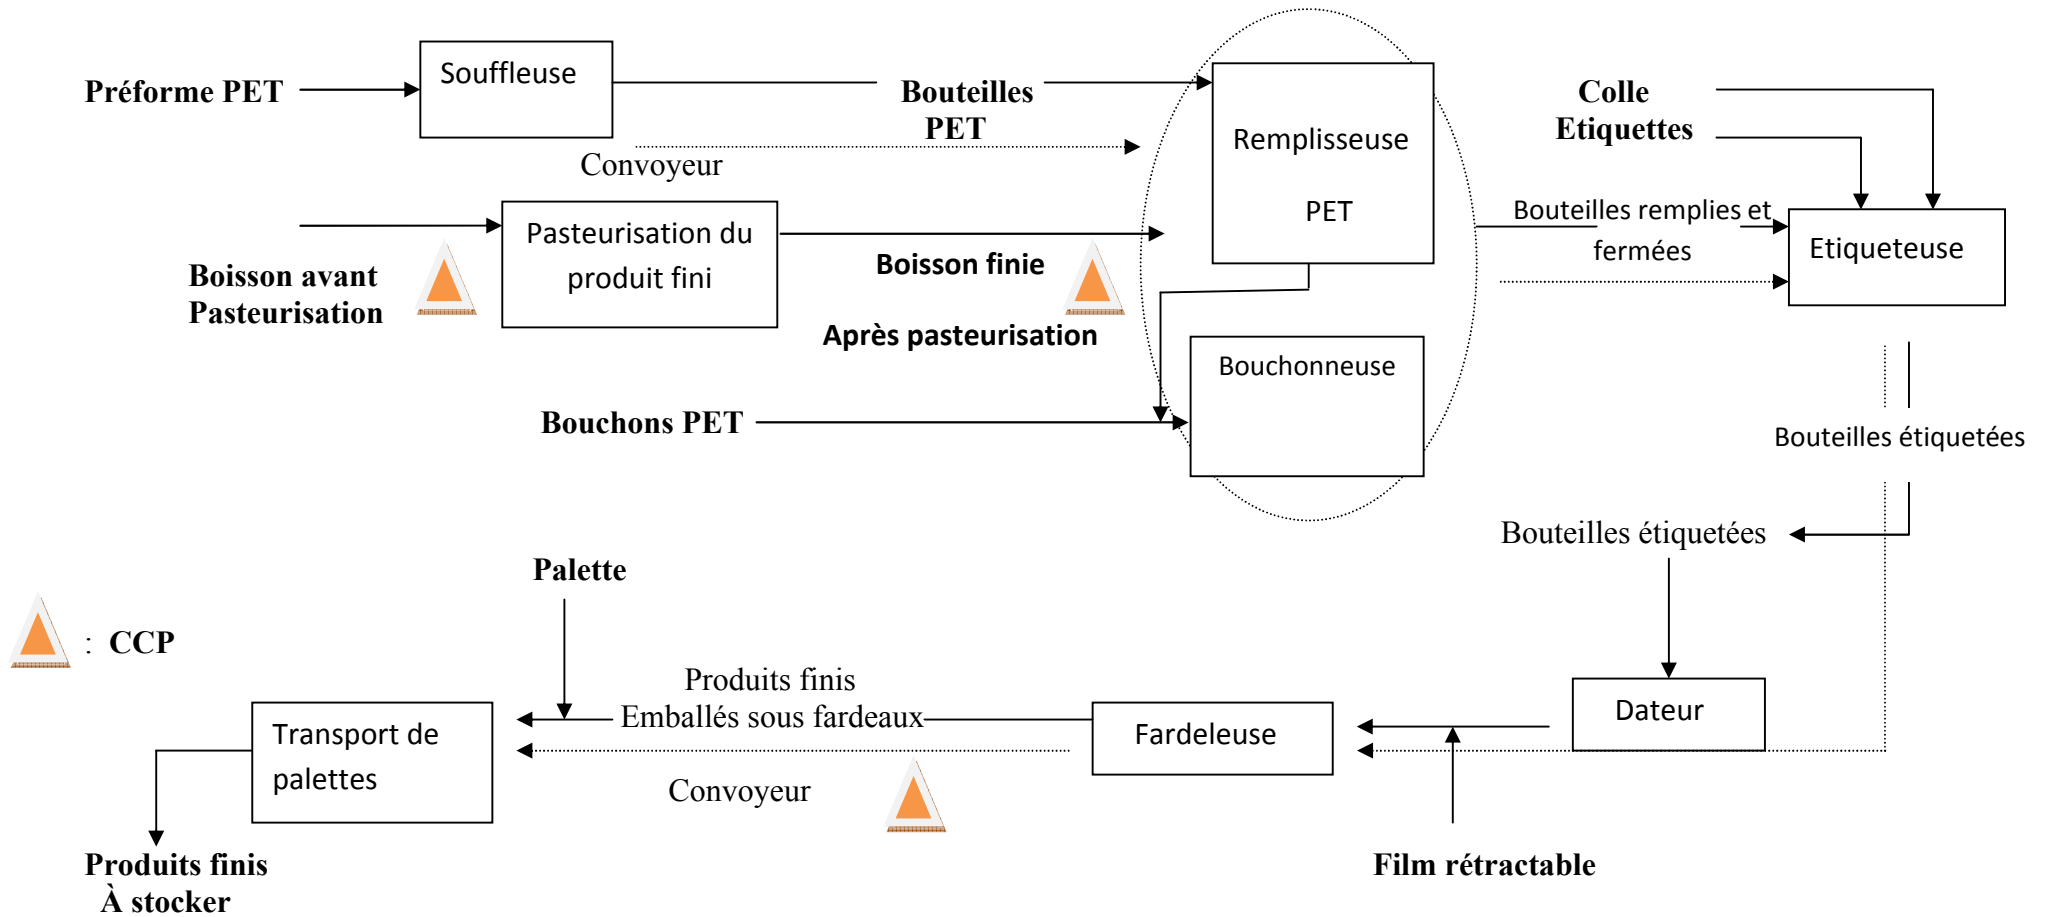 Préforme PET
Souffleuse
Bouteilles
PET
Convoyeur
Remplisseuse
PET
Colle
Etiquettes
Boisson avant
Pasteurisation
Pasteurisation du
produit fini
Boisson finie
Après pasteurisation
Bouteilles remplies et
fermées
Etiqueteuse
Bouchonneuse
Bouchons PET
Bouteilles étiquetées
Bouteilles étiquetées
Palette
: CCP
Dateur
Produits finis
Emballés sous fardeaux
Convoyeur
Fardeleuse
Transport de
palettes
Film rétractable
Produits finis
À stocker